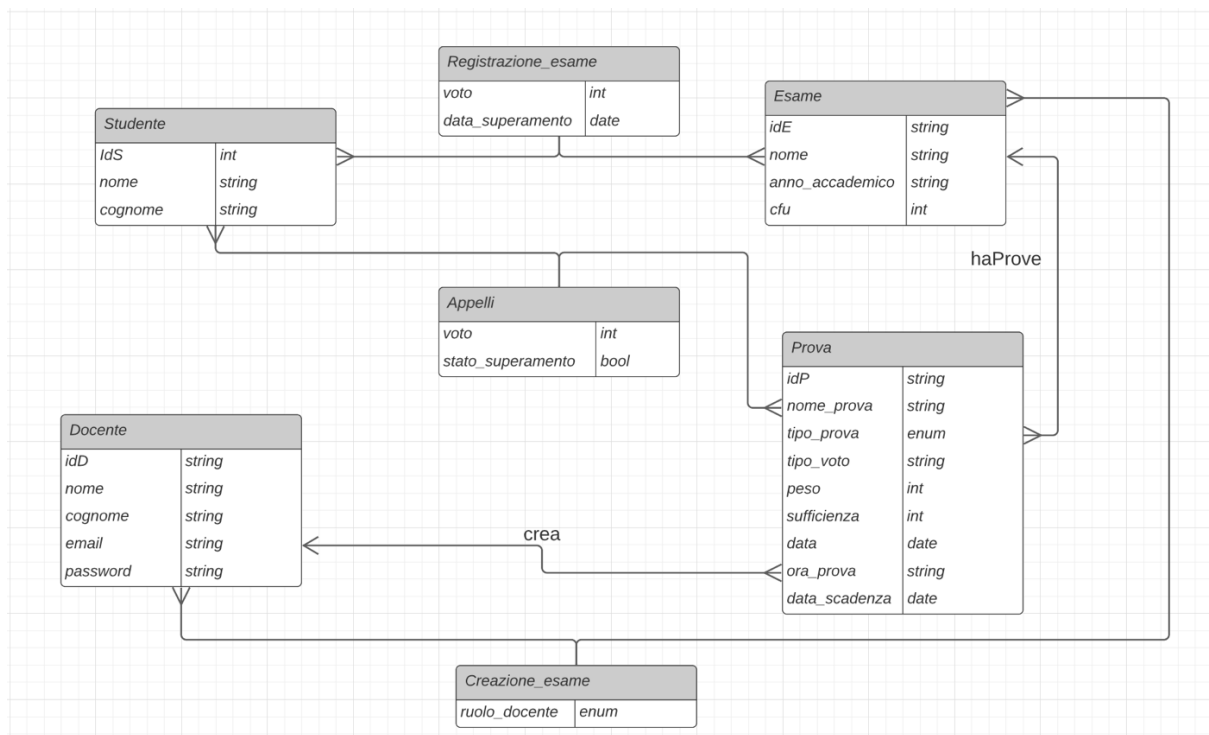 Registrazione_esame
voto int
data_superamento date
Esame
idE string
nome string
anno_accademico string
cfu int
Studente
IdS int
nome string
cognome string
haProve
Appelli
voto int
stato_superamento bool
Prova
idP string
nome_prova string
tipo_prova enum
tipo_voto string
peso int
sufficienza int
data date
ora_prova string
data_scadenza date
Docente
idD string
nome string
cognome string
email string
password string
crea
Creazione_esame
ruolo_docente enum